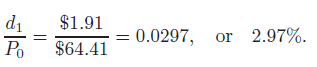 d₁/P₀ = $1.91/$64.41 = 0.0297, or 2.97%.